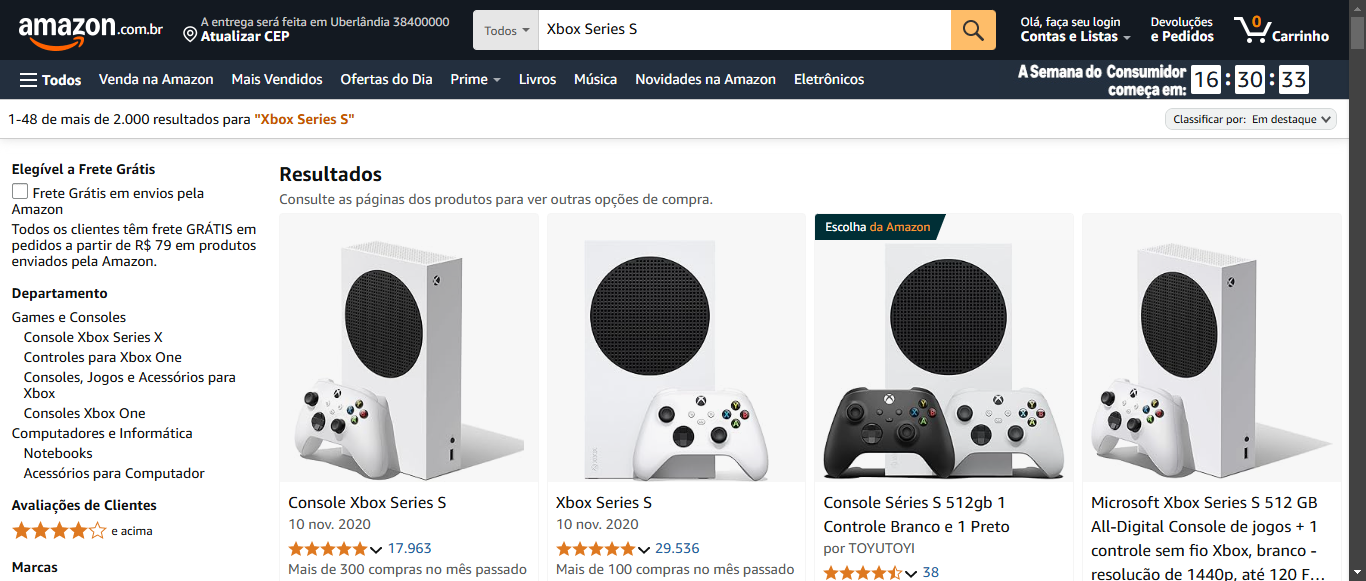 amazon.com.br
A entrega será feita em Uberlândia 38400000
Atualizar CEP
Todos
Xbox Series S
Olá, faça seu login
Contas e Listas
Devoluções
e Pedidos
0
Carrinho
Todos
Venda na Amazon
Mais Vendidos
Ofertas do Dia
Prime
Livros
Música
Novidades na Amazon
Eletrônicos
A Semana do Consumidor
começa em:
16 : 30 : 33
1-48 de mais de 2.000 resultados para "Xbox Series S"
Classificar por: Em destaque
Elegível a Frete Grátis
Frete Grátis em envios pela
Amazon
Todos os clientes têm frete GRÁTIS em
pedidos a partir de R$ 79 em produtos
enviados pela Amazon.
Departamento
Games e Consoles
Console Xbox Series X
Controles para Xbox One
Consoles, Jogos e Acessórios para
Xbox
Consoles Xbox One
Computadores e Informática
Notebooks
Acessórios para Computador
Avaliações de Clientes
e acima
Marcas
Resultados
Consulte as páginas dos produtos para ver outras opções de compra.
Console Xbox Series S
10 nov. 2020
17.963
Mais de 300 compras no mês passado
Xbox Series S
10 nov. 2020
29.536
Mais de 100 compras no mês passado
Escolha da Amazon
Console Séries S 512gb 1
Controle Branco e 1 Preto
por TOYUTOYI
38
Microsoft Xbox Series S 512 GB
All-Digital Console de jogos + 1
controle sem fio Xbox, branco -
resolução de 1440p, até 120 F...